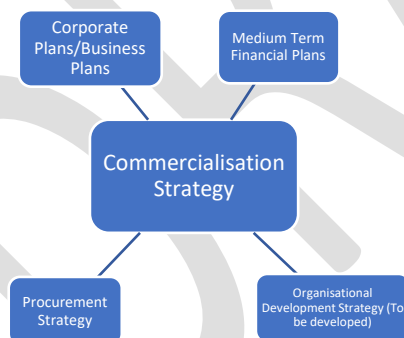 Corporate
Plans/Business
Plans
Medium Term
Financial Plans
Commercialisation
Strategy
Procurement
Strategy
Organisational
Development Strategy (To
be developed)